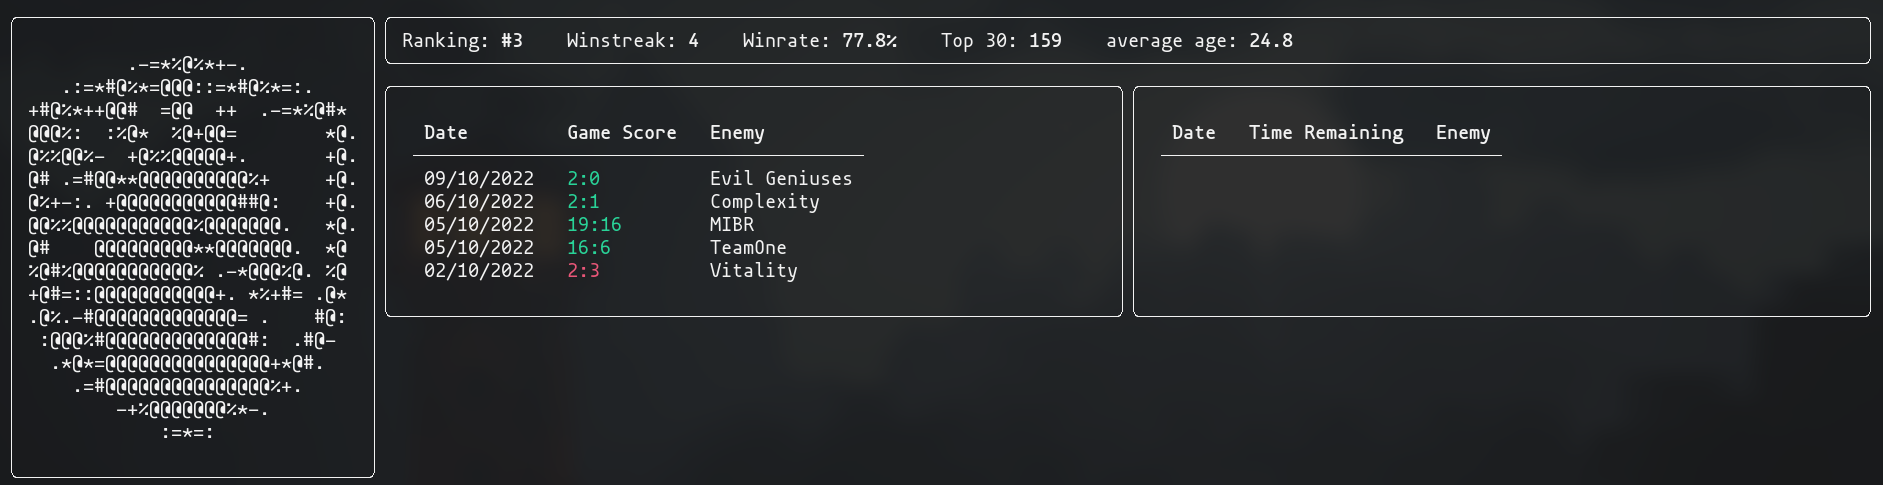 Ranking: #3 Winstreak: 4 Winrate: 77.8% Top 30: 159 average age: 24.8
Date Game Score Enemy
09/10/2022 2:0 Evil Geniuses
06/10/2022 2:1 Complexity
05/10/2022 19:16 MIBR
05/10/2022 16:6 TeamOne
02/10/2022 2:3 Vitality
Date Time Remaining Enemy